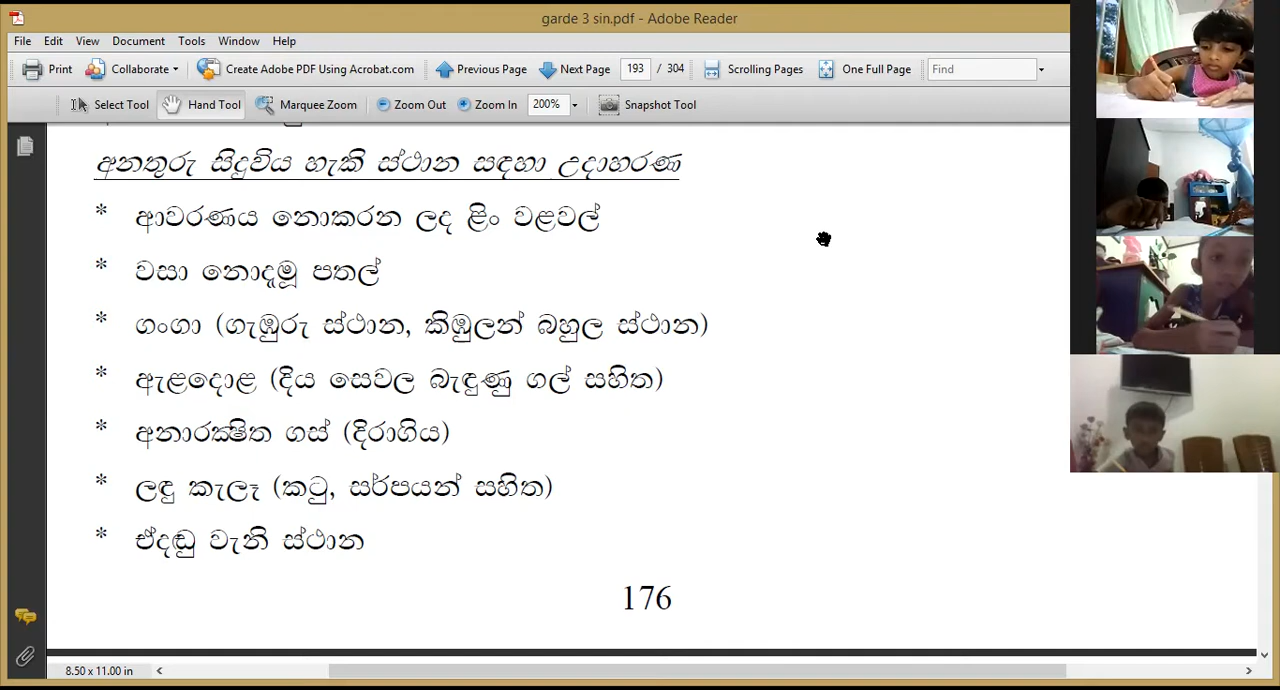 garde 3 sin.pdf - Adobe Reader
File Edit View Document Tools Window Help
Print Collaborate Create Adobe PDF Using Acrobat.com Previous Page Next Page 193 / 304 Scrolling Pages One Full Page Find
Select Tool Hand Tool Marquee Zoom Zoom Out Zoom In 200% Snapshot Tool
අනතුරු සිදුවිය හැකි ස්ථාන සඳහා උදාහරණ
* ආවරණය නොකරන ලද ළිං වළවල්
* වසා නොදැමූ පතල්
* ගංගා (ගැඹුරු ස්ථාන, කිඹුලන් බහුල ස්ථාන)
* ඇළදොළ (දිය සෙවල බැඳුණු ගල් සහිත)
* අනාරක්‍ෂිත ගස් (දිරාගිය)
* ලඳු කැලෑ (කටු, සර්පයන් සහිත)
* ඒදඬු වැනි ස්ථාන
176
8.50 x 11.00 in